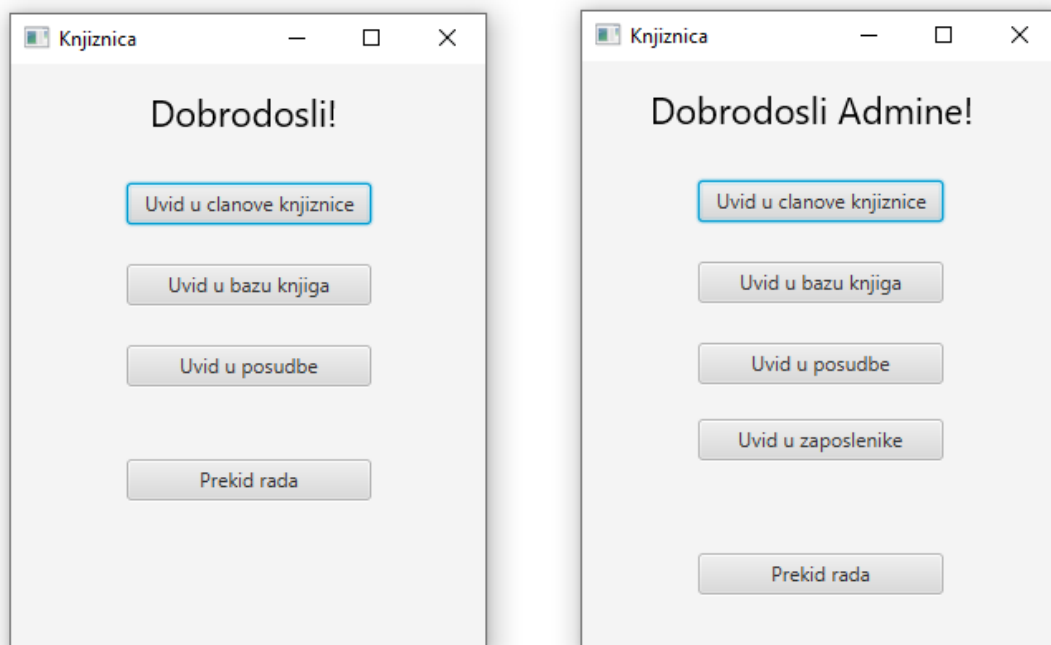 Knjiznica
Dobrodosli!
Uvid u clanove knjiznice
Uvid u bazu knjiga
Uvid u posudbe
Prekid rada
Knjiznica
Dobrodosli Admine!
Uvid u clanove knjiznice
Uvid u bazu knjiga
Uvid u posudbe
Uvid u zaposlenike
Prekid rada